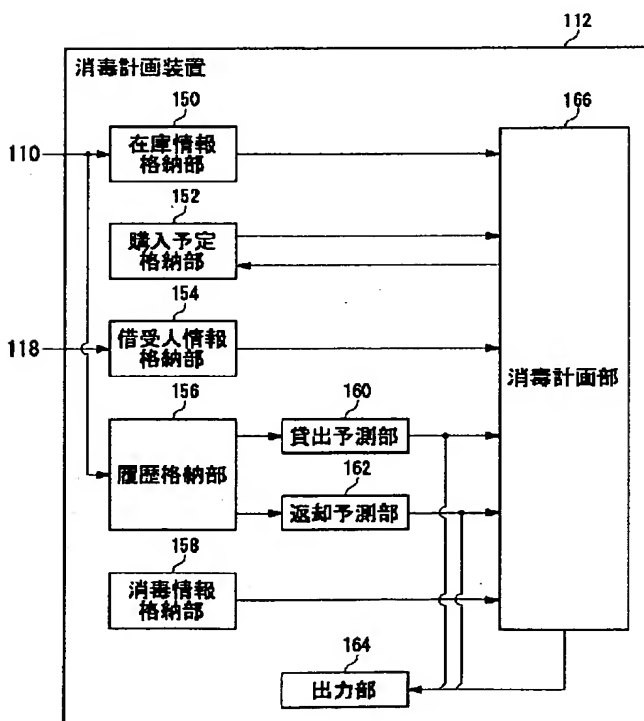 112
消毒計画装置
150
166
110
在庫情報
格納部
152
購入予定
格納部
154
118
借受人情報
格納部
消毒計画部
156
160
貸出予測部
履歴格納部
162
返却予測部
158
消毒情報
格納部
164
出力部